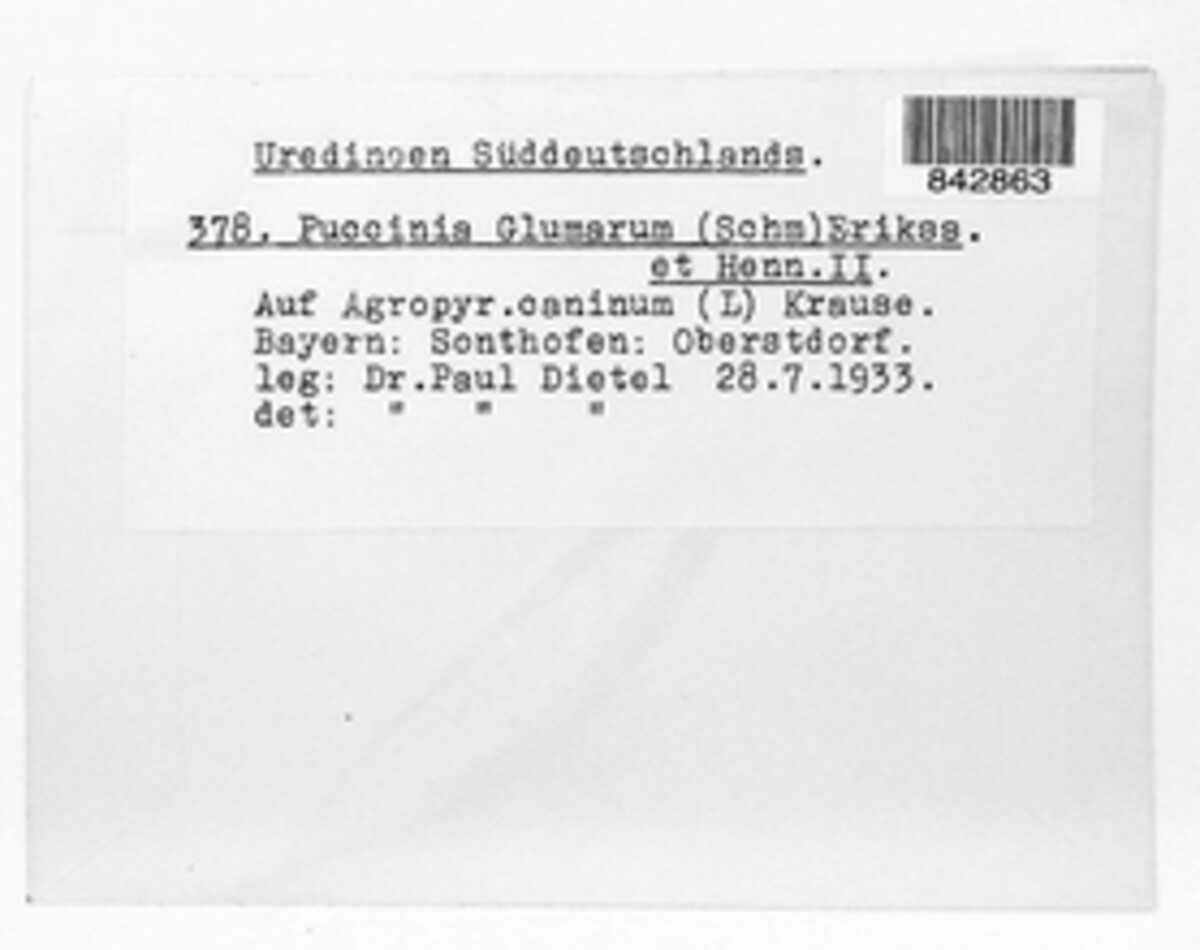 Uredineen Süddeutschlands.
842863
378. Puccinia Glumarum (Schm)Erikss.
et Henn.II.
Auf Agropyr.caninum (L) Krause.
Bayern: Sonthofen: Oberstdorf.
leg: Dr.Paul Dietel 28.7.1933.
det: " " "